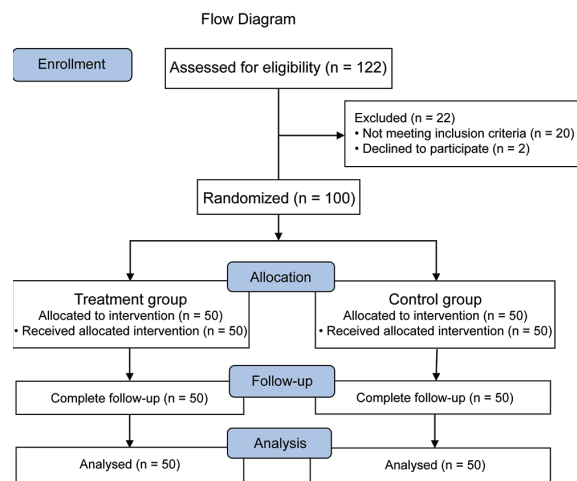 Flow Diagram
Enrollment
Assessed for eligibility (n = 122)
Excluded (n = 22)
• Not meeting inclusion criteria (n = 20)
• Declined to participate (n = 2)
Randomized (n = 100)
Allocation
Treatment group
Allocated to intervention (n = 50)
• Received allocated intervention (n = 50)
Control group
Allocated to intervention (n = 50)
• Received allocated intervention (n = 50)
Follow-up
Complete follow-up (n = 50)
Complete follow-up (n = 50)
Analysis
Analysed (n = 50)
Analysed (n = 50)